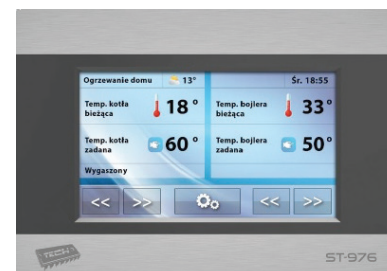 Ogrzewanie domu 13° Śr. 18:55
Temp. kotła
bieżąca 18° Temp. bojlera
bieżąca 33°
Temp. kotła
zadana 60° Temp. bojlera
zadana 50°
Wygaszony
<< >> << >>
TECH ST-976